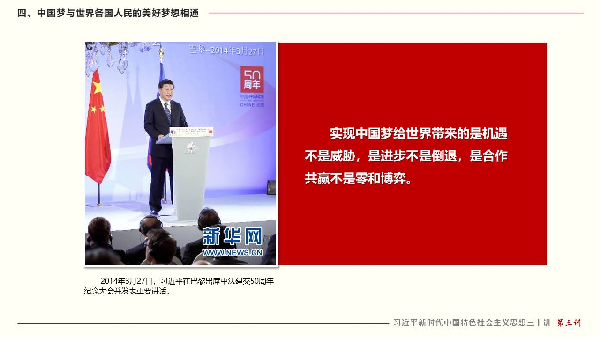 四、中国梦与世界各国人民的美好梦想相通
巴黎—2014年3月27日
50
周年
实现中国梦给世界带来的是机遇
不是威胁，是进步不是倒退，是合作
共赢不是零和博弈。
新华网
WWW.NEWS.CN
2014年3月27日，习近平在巴黎出席中法建交50周年
纪念大会并发表重要讲话。
习近平新时代中国特色社会主义思想三十讲 第三讲